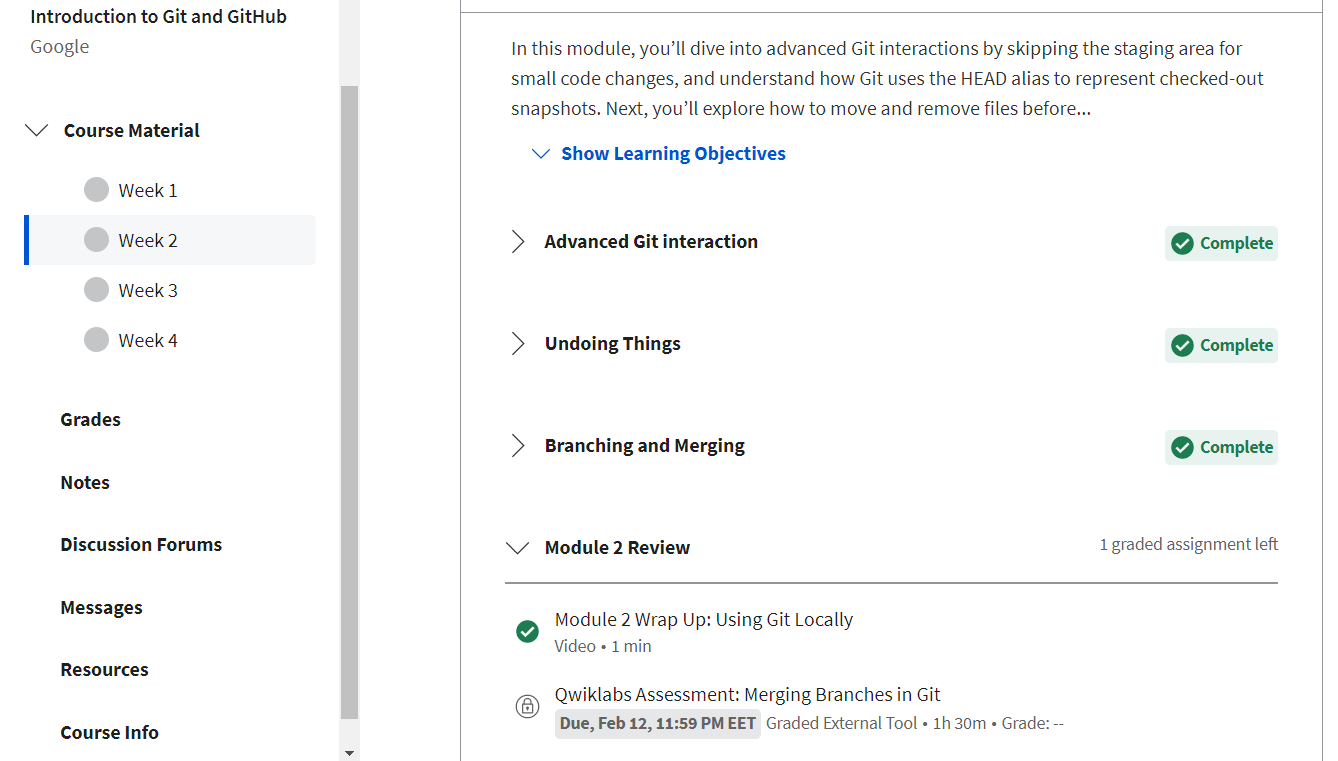 Introduction to Git and GitHub
Google
Course Material
Week 1
Week 2
Week 3
Week 4
Grades
Notes
Discussion Forums
Messages
Resources
Course Info
In this module, you’ll dive into advanced Git interactions by skipping the staging area for
small code changes, and understand how Git uses the HEAD alias to represent checked-out
snapshots. Next, you’ll explore how to move and remove files before...
Show Learning Objectives
Advanced Git interaction
Complete
Undoing Things
Complete
Branching and Merging
Complete
Module 2 Review
1 graded assignment left
Module 2 Wrap Up: Using Git Locally
Video • 1 min
Qwiklabs Assessment: Merging Branches in Git
Due, Feb 12, 11:59 PM EET Graded External Tool • 1h 30m • Grade: --